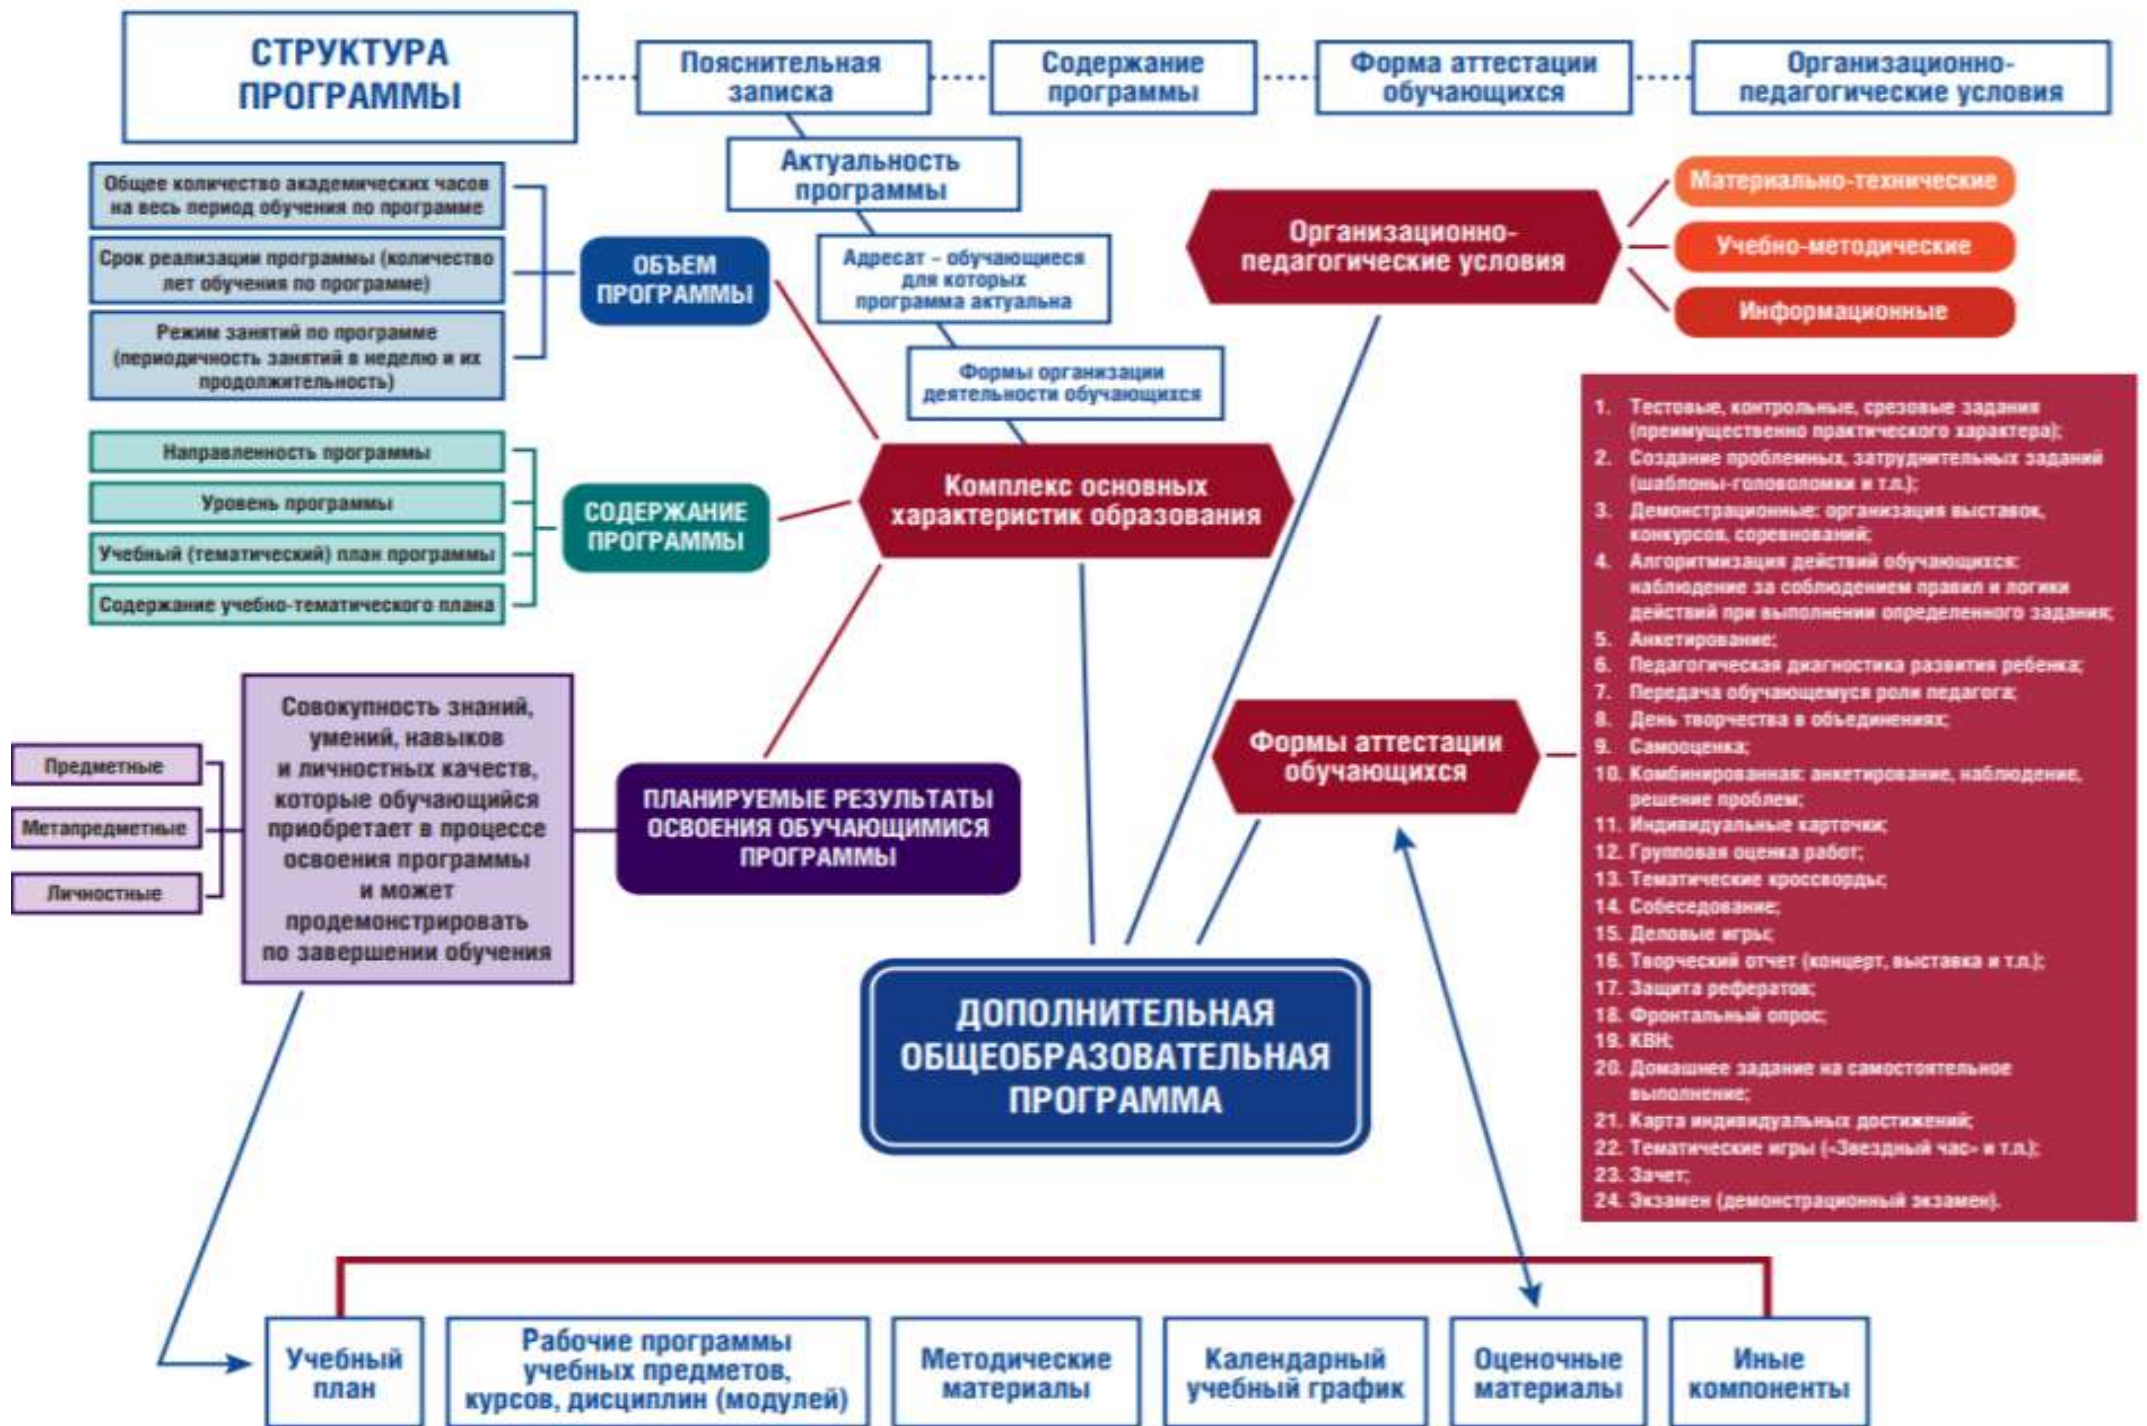 СТРУКТУРА
ПРОГРАММЫ
Пояснительная
записка
Содержание
программы
Форма аттестации
обучающихся
Организационно-
педагогические условия
Актуальность
программы
Адресат – обучающиеся
для которых
программа актуальна
Формы организации
деятельности обучающихся
Общее количество академических часов
на весь период обучения по программе
Срок реализации программы (количество
лет обучения по программе)
Режим занятий по программе
(периодичность занятий в неделю и их
продолжительность)
ОБЪЕМ
ПРОГРАММЫ
Направленность программы
Уровень программы
Учебный (тематический) план программы
Содержание учебно-тематического плана
СОДЕРЖАНИЕ
ПРОГРАММЫ
Комплекс основных
характеристик образования
Организационно-
педагогические условия
Материально-технические
Учебно-методические
Информационные
Предметные
Метапредметные
Личностные
Совокупность знаний,
умений, навыков
и личностных качеств,
которые обучающийся
приобретает в процессе
освоения программы
и может
продемонстрировать
по завершении обучения
ПЛАНИРУЕМЫЕ РЕЗУЛЬТАТЫ
ОСВОЕНИЯ ОБУЧАЮЩИМИСЯ
ПРОГРАММЫ
Формы аттестации
обучающихся
1. Тестовые, контрольные, срезовые задания
(преимущественно практического характера);
2. Создание проблемных, затруднительных заданий
(шаблоны-головоломки и т.п.);
3. Демонстрационные: организация выставок,
конкурсов, соревнований;
4. Алгоритмизация действий обучающихся:
наблюдение за соблюдением правил и логики
действий при выполнении определенного задания;
5. Анкетирование;
6. Педагогическая диагностика развития ребенка;
7. Передача обучающемуся роли педагога;
8. День творчества в объединениях;
9. Самооценка;
10. Комбинированная: анкетирование, наблюдение,
решение проблем;
11. Индивидуальные карточки;
12. Групповая оценка работ;
13. Тематические кроссворды;
14. Собеседование;
15. Деловые игры;
16. Творческий отчет (концерт, выставка и т.п.);
17. Защита рефератов;
18. Фронтальный опрос;
19. КВН;
20. Домашнее задание на самостоятельное
выполнение;
21. Карта индивидуальных достижений;
22. Тематические игры («Звездный час» и т.п.);
23. Зачет;
24. Экзамен (демонстрационный экзамен).
ДОПОЛНИТЕЛЬНАЯ
ОБЩЕОБРАЗОВАТЕЛЬНАЯ
ПРОГРАММА
Учебный
план
Рабочие программы
учебных предметов,
курсов, дисциплин (модулей)
Методические
материалы
Календарный
учебный график
Оценочные
материалы
Иные
компоненты